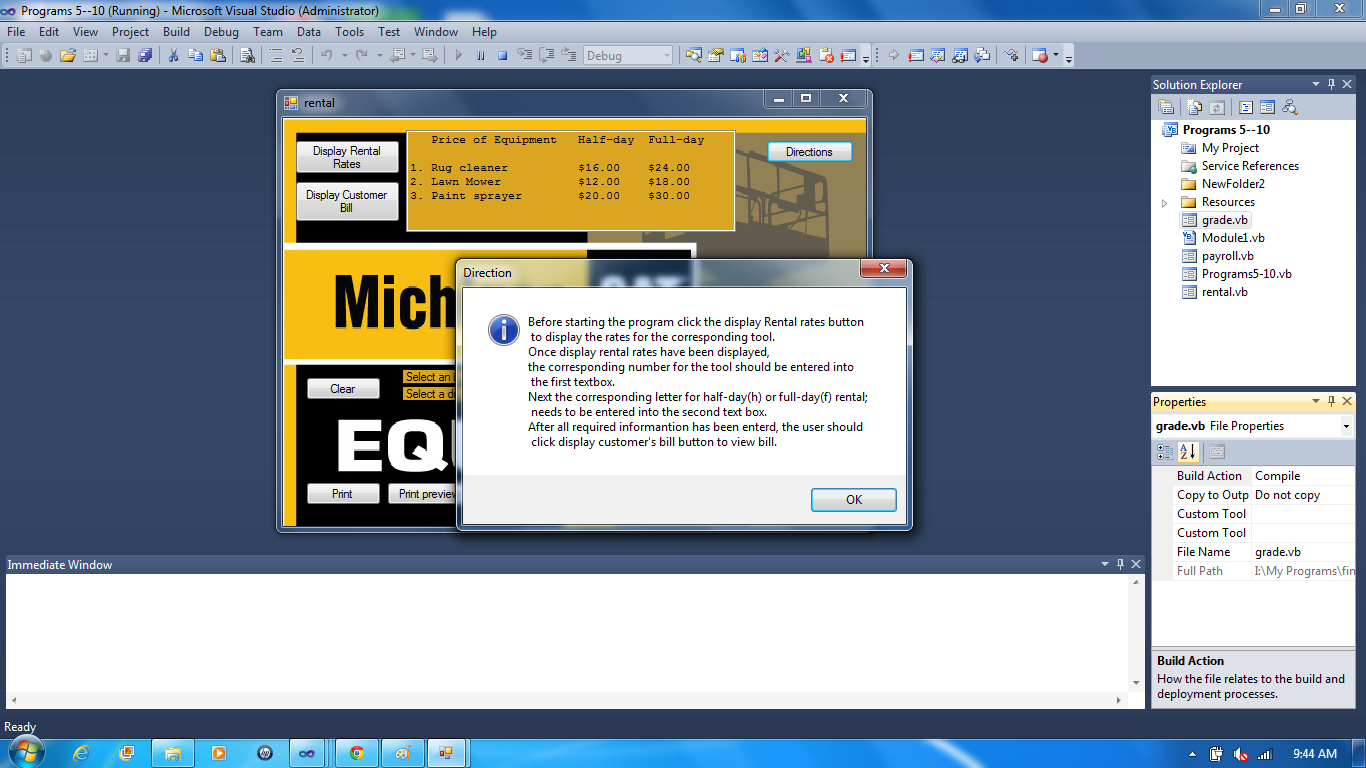 Programs 5--10 (Running) - Microsoft Visual Studio (Administrator)
File Edit View Project Build Debug Team Data Tools Test Window Help
Debug
rental
Display Rental
Rates
Display Customer
Bill
Price of Equipment Half-day Full-day
1. Rug cleaner $16.00 $24.00
2. Lawn Mower $12.00 $18.00
3. Paint sprayer $20.00 $30.00
Directions
Mich
Clear
Select an
Select a d
EQ
Print
Print preview
Direction
Before starting the program click the display Rental rates button
to display the rates for the corresponding tool.
Once display rental rates have been displayed,
the corresponding number for the tool should be entered into
the first textbox.
Next the corresponding letter for half-day(h) or full-day(f) rental;
needs to be entered into the second text box.
After all required informantion has been enterd, the user should
click display customer's bill button to view bill.
OK
Solution Explorer
Programs 5--10
My Project
Service References
NewFolder2
Resources
grade.vb
Module1.vb
payroll.vb
Programs5-10.vb
rental.vb
Properties
grade.vb File Properties
Build Action Compile
Copy to Outp Do not copy
Custom Tool
Custom Tool
File Name grade.vb
Full Path I:\My Programs\fin
Build Action
How the file relates to the build and
deployment processes.
Immediate Window
Ready
9:44 AM